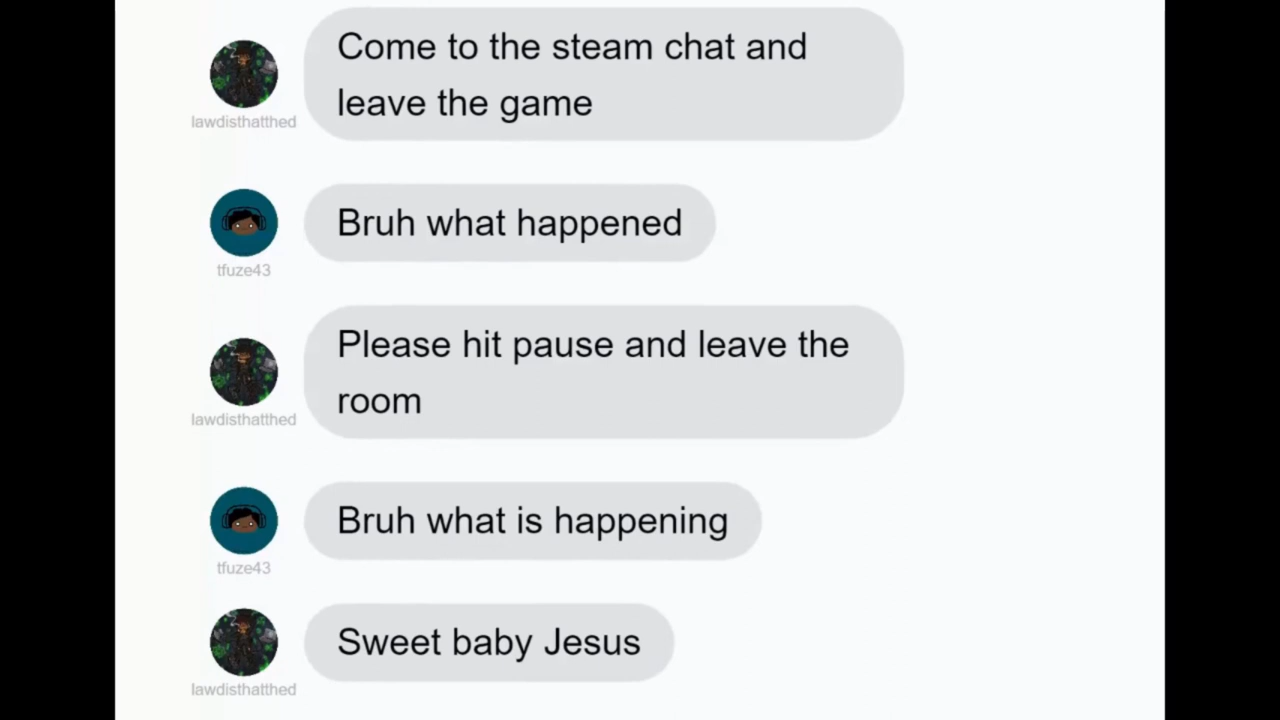 Come to the steam chat and
leave the game
lawdisthatthed
Bruh what happened
tfuze43
Please hit pause and leave the
room
lawdisthatthed
Bruh what is happening
tfuze43
Sweet baby Jesus
lawdisthatthed